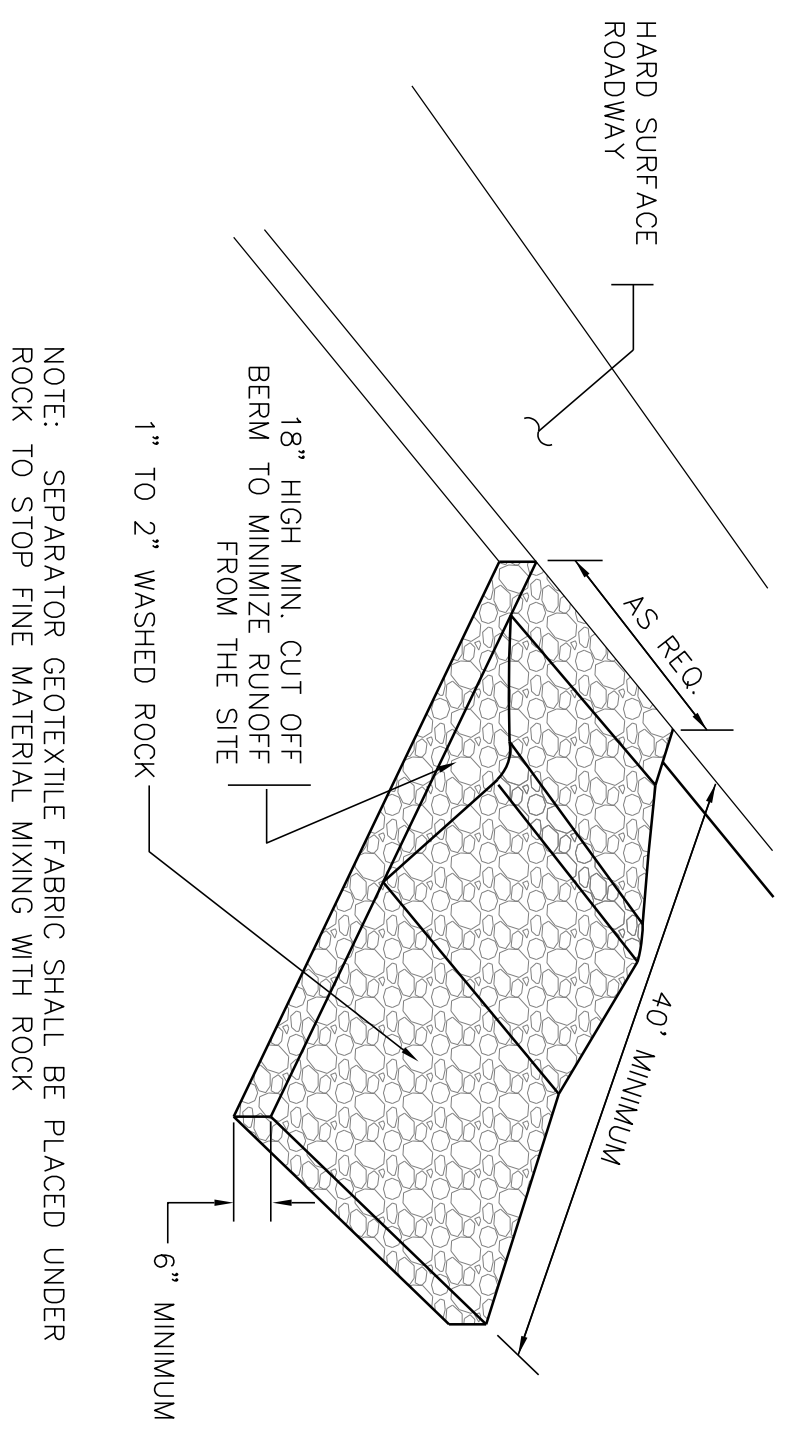 HARD SURFACE
ROADWAY
AS REQ.
40' MINIMUM
18" HIGH MIN. CUT OFF
BERM TO MINIMIZE RUNOFF
FROM THE SITE
1" TO 2" WASHED ROCK
6" MINIMUM
NOTE: SEPARATOR GEOTEXTILE FABRIC SHALL BE PLACED UNDER
ROCK TO STOP FINE MATERIAL MIXING WITH ROCK